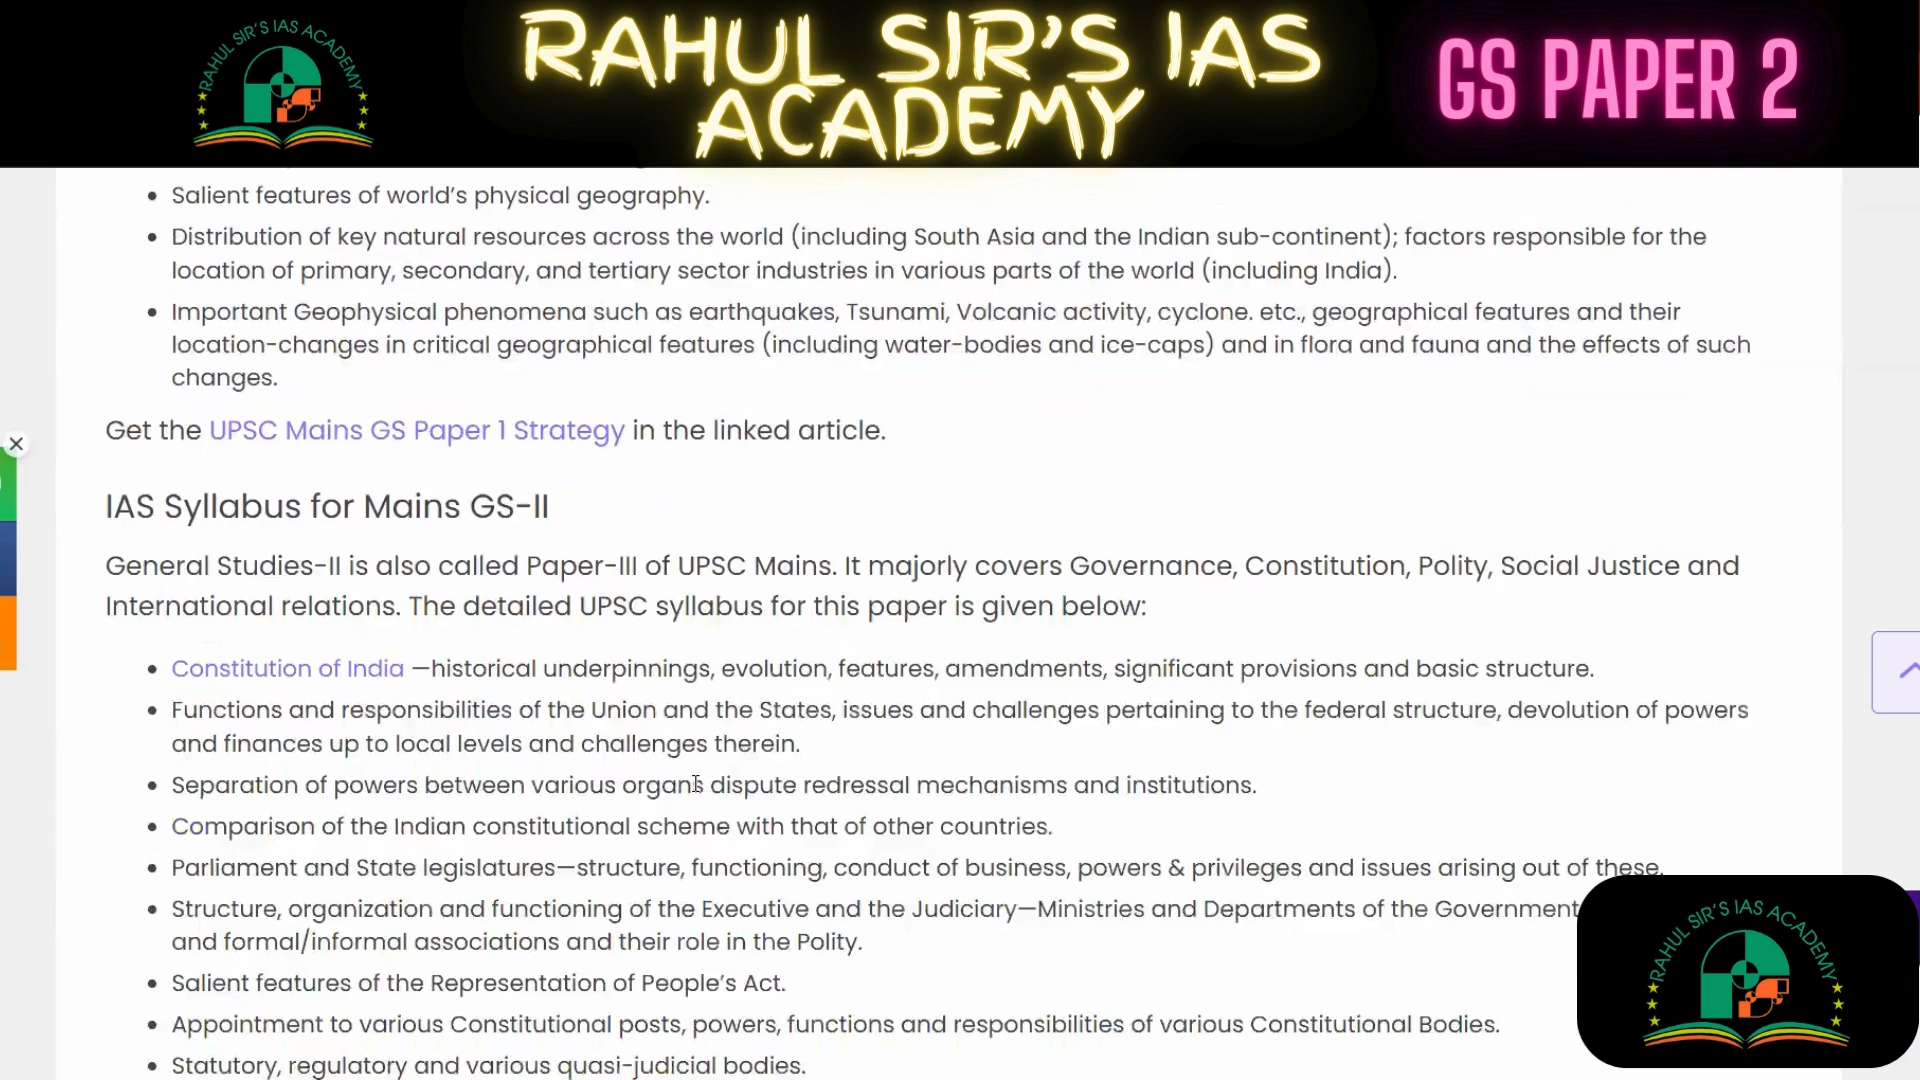 RAHUL SIR'S IAS ACADEMY
RAHUL SIR'S IAS
ACADEMY
GS PAPER 2
• Salient features of world’s physical geography.
• Distribution of key natural resources across the world (including South Asia and the Indian sub-continent); factors responsible for the
location of primary, secondary, and tertiary sector industries in various parts of the world (including India).
• Important Geophysical phenomena such as earthquakes, Tsunami, Volcanic activity, cyclone. etc., geographical features and their
location-changes in critical geographical features (including water-bodies and ice-caps) and in flora and fauna and the effects of such
changes.
Get the UPSC Mains GS Paper 1 Strategy in the linked article.
IAS Syllabus for Mains GS-II
General Studies-II is also called Paper-III of UPSC Mains. It majorly covers Governance, Constitution, Polity, Social Justice and
International relations. The detailed UPSC syllabus for this paper is given below:
• Constitution of India —historical underpinnings, evolution, features, amendments, significant provisions and basic structure.
• Functions and responsibilities of the Union and the States, issues and challenges pertaining to the federal structure, devolution of powers
and finances up to local levels and challenges therein.
• Separation of powers between various organs dispute redressal mechanisms and institutions.
• Comparison of the Indian constitutional scheme with that of other countries.
• Parliament and State legislatures—structure, functioning, conduct of business, powers & privileges and issues arising out of these.
• Structure, organization and functioning of the Executive and the Judiciary—Ministries and Departments of the Government
and formal/informal associations and their role in the Polity.
• Salient features of the Representation of People’s Act.
• Appointment to various Constitutional posts, powers, functions and responsibilities of various Constitutional Bodies.
• Statutory, regulatory and various quasi-judicial bodies.
RAHUL SIR'S IAS ACADEMY